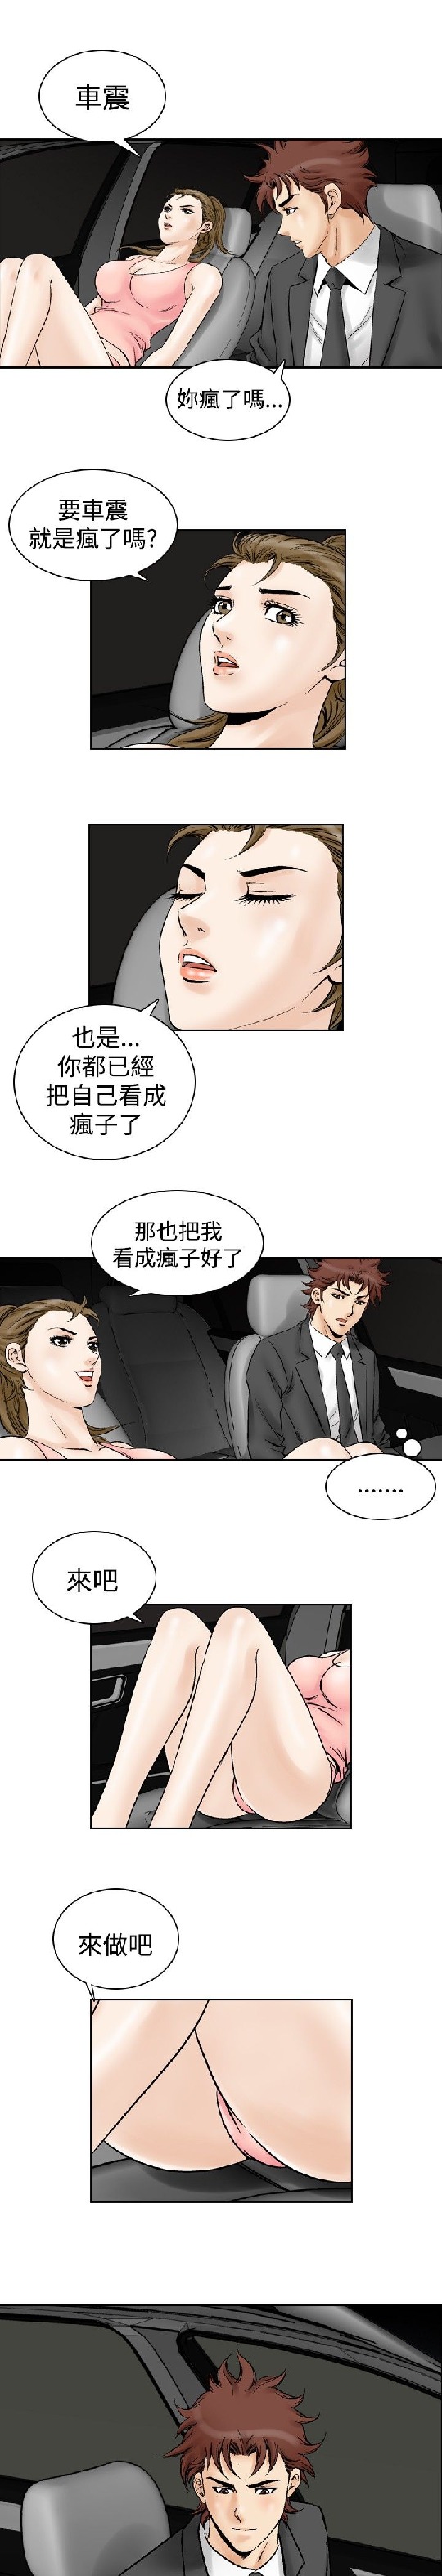 車震
妳瘋了嗎...
要車震
就是瘋了嗎?
也是...
你都已經
把自己看成
瘋子了
那也把我
看成瘋子好了
.......
來吧
來做吧